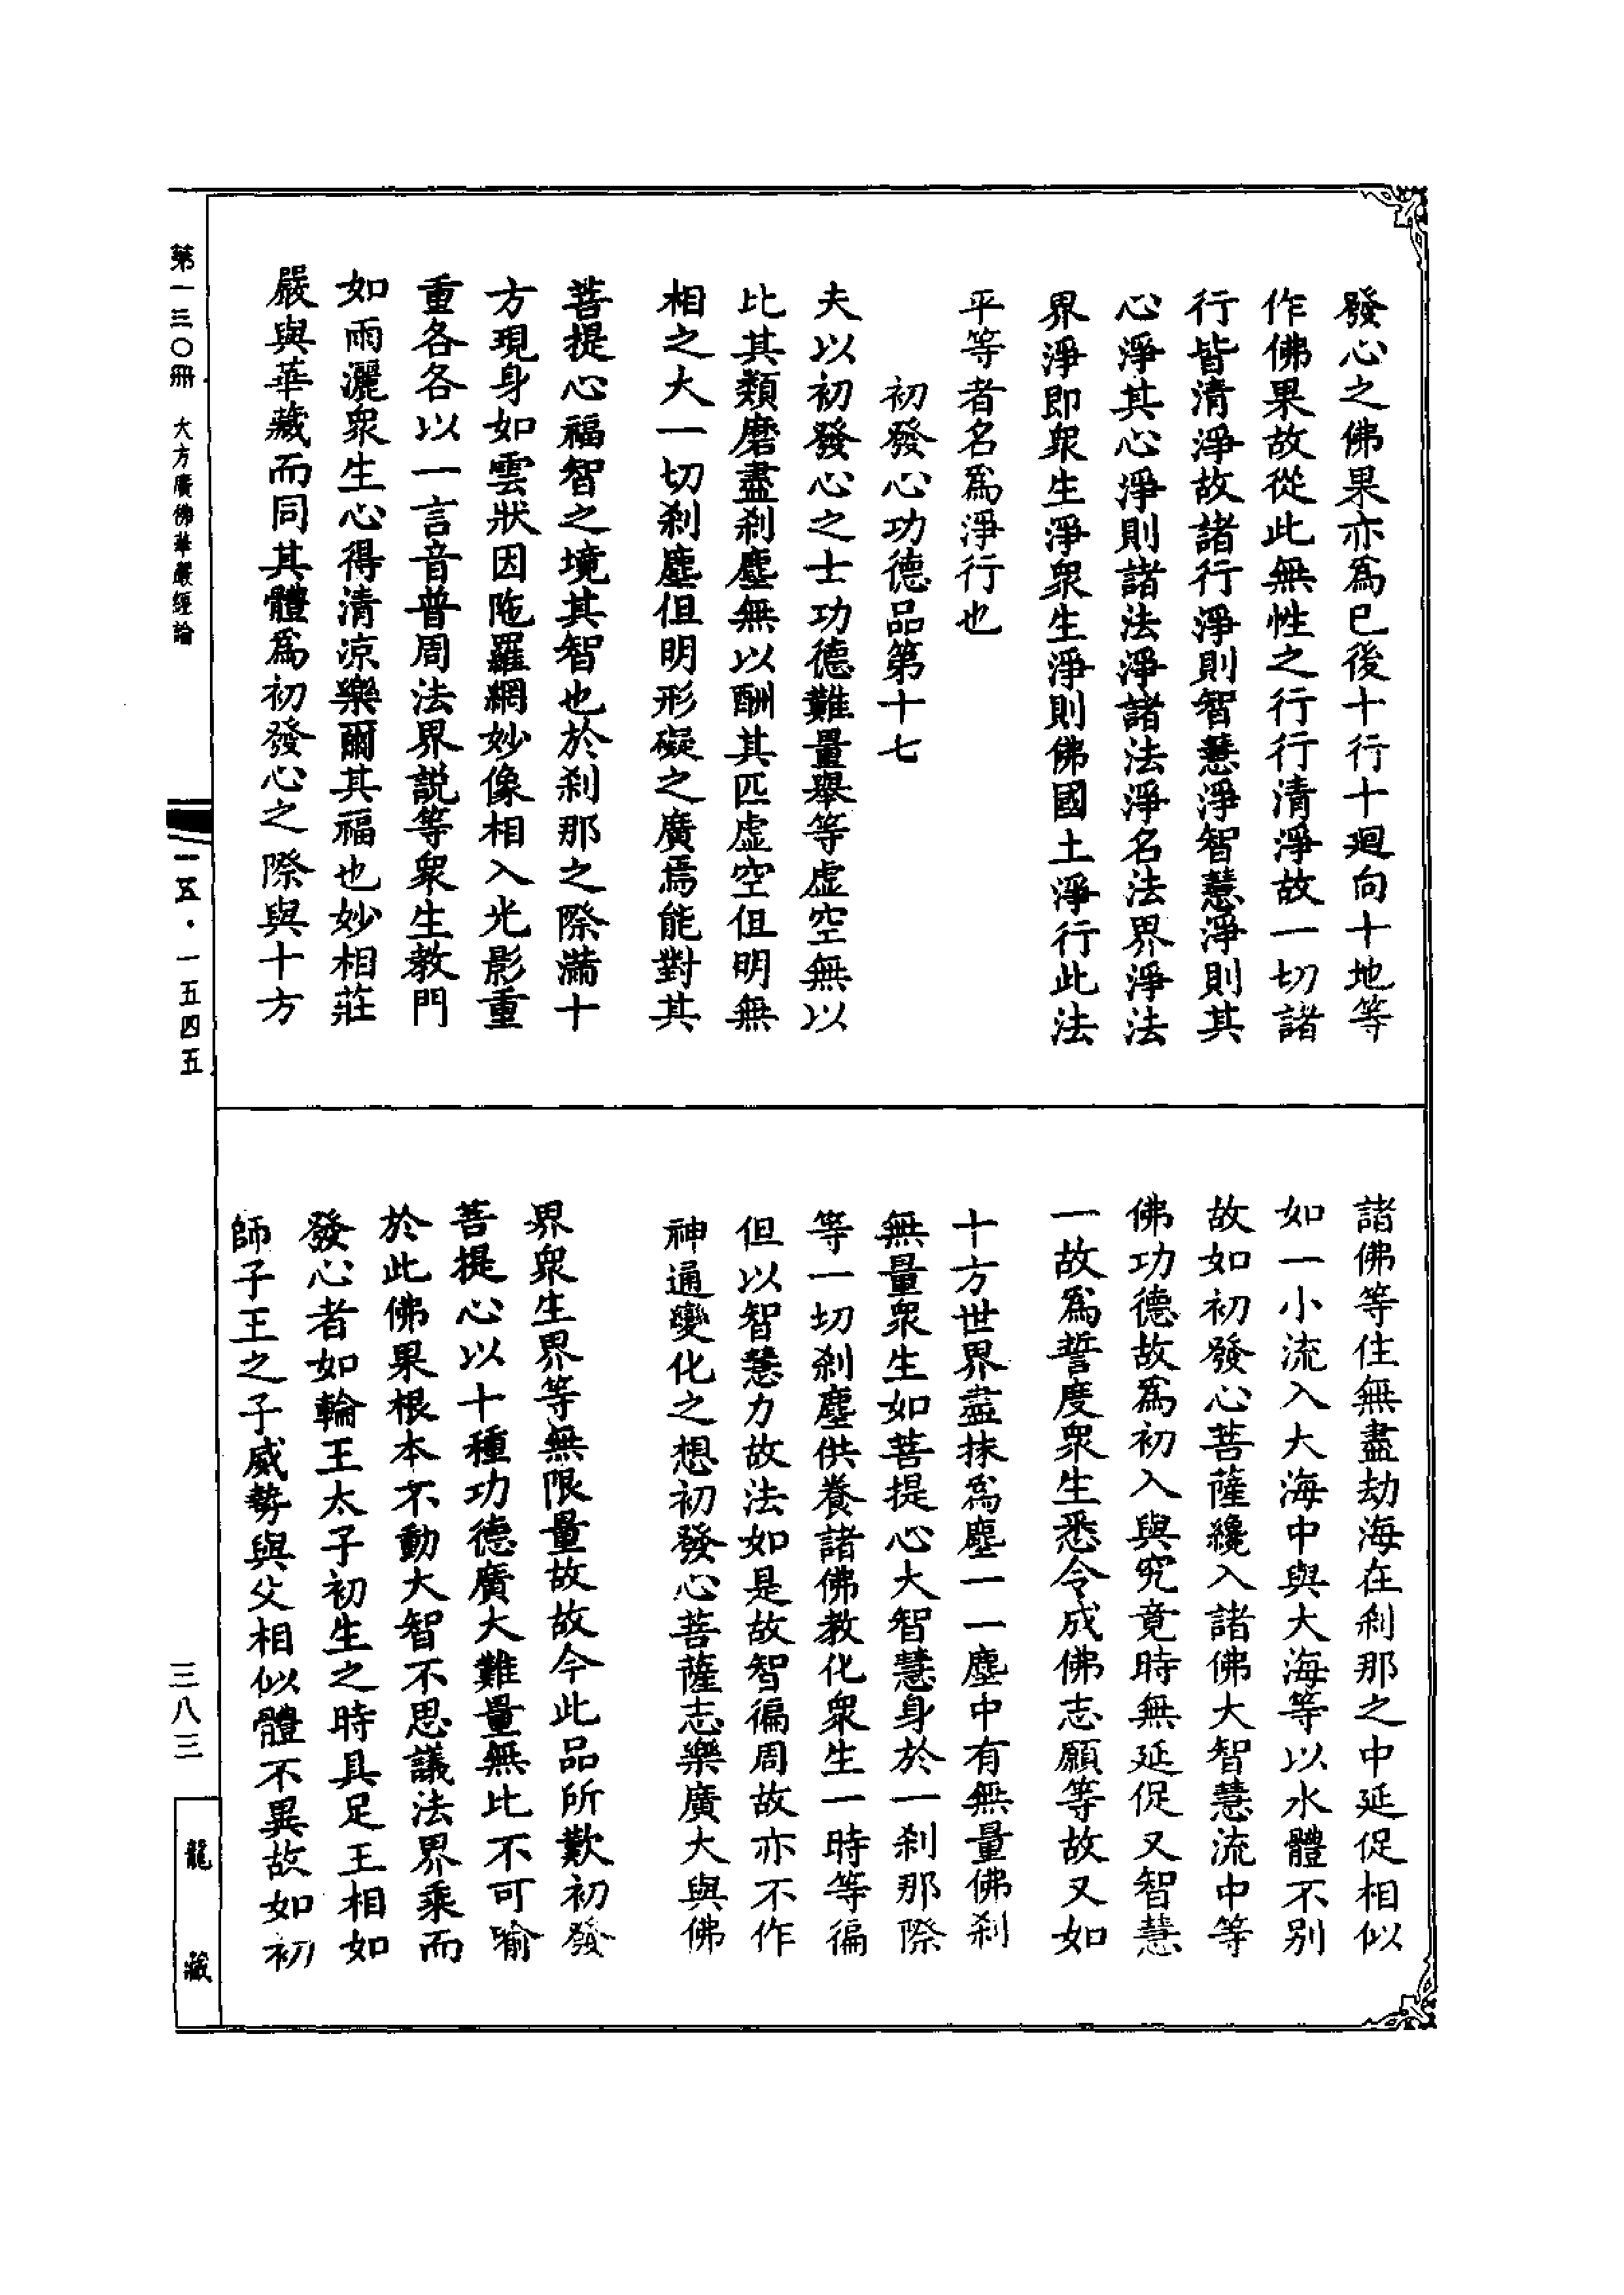 發心之佛果亦爲已後十行十迴向十地等
作佛果故從此無性之行行清淨故一切諸
行皆清淨故諸行淨則智慧淨智慧淨則其
心淨其心淨則諸法淨諸法淨名法界淨法
界淨即衆生淨衆生淨則佛國土淨行此法
平等者名爲淨行也
初發心功德品第十七
夫以初發心之士功德難量舉等虛空無以
比其類磨盡刹塵無以酬其匹虛空但明無
相之大一切刹塵但明形礙之廣焉能對其
菩提心福智之境其智也於刹那之際滿十
方現身如雲狀因陁羅網妙像相入光影重
重各各以一言音普周法界説等衆生教門
如雨灑衆生心得清涼樂爾其福也妙相莊
嚴與華藏而同其體爲初發心之際與十方
諸佛等住無盡劫海在刹那之中延促相似
如一小流入大海中與大海等以水體不别
故如初發心菩薩纔入諸佛大智慧流中等
佛功德故爲初入與究竟時無延促又智慧
一故爲誓度衆生悉令成佛志願等故又如
十方世界盡抹爲塵一一塵中有無量佛刹
無量衆生如菩提心大智慧身於一刹那際
等一切刹塵供養諸佛教化衆生一時等徧
但以智慧力故法如是故智徧周故亦不作
神通變化之想初發心菩薩志樂廣大與佛
界衆生界等無限量故故今此品所歎初發
菩提心以十種功德廣大難量無比不可喻
於此佛果根本不動大智不思議法界乘而
發心者如輪王太子初生之時具足王相如
師子王之子威勢與父相似體不異故如初
第一三〇冊 大方廣佛華嚴經論
一五·一五四五
三八三
龍藏